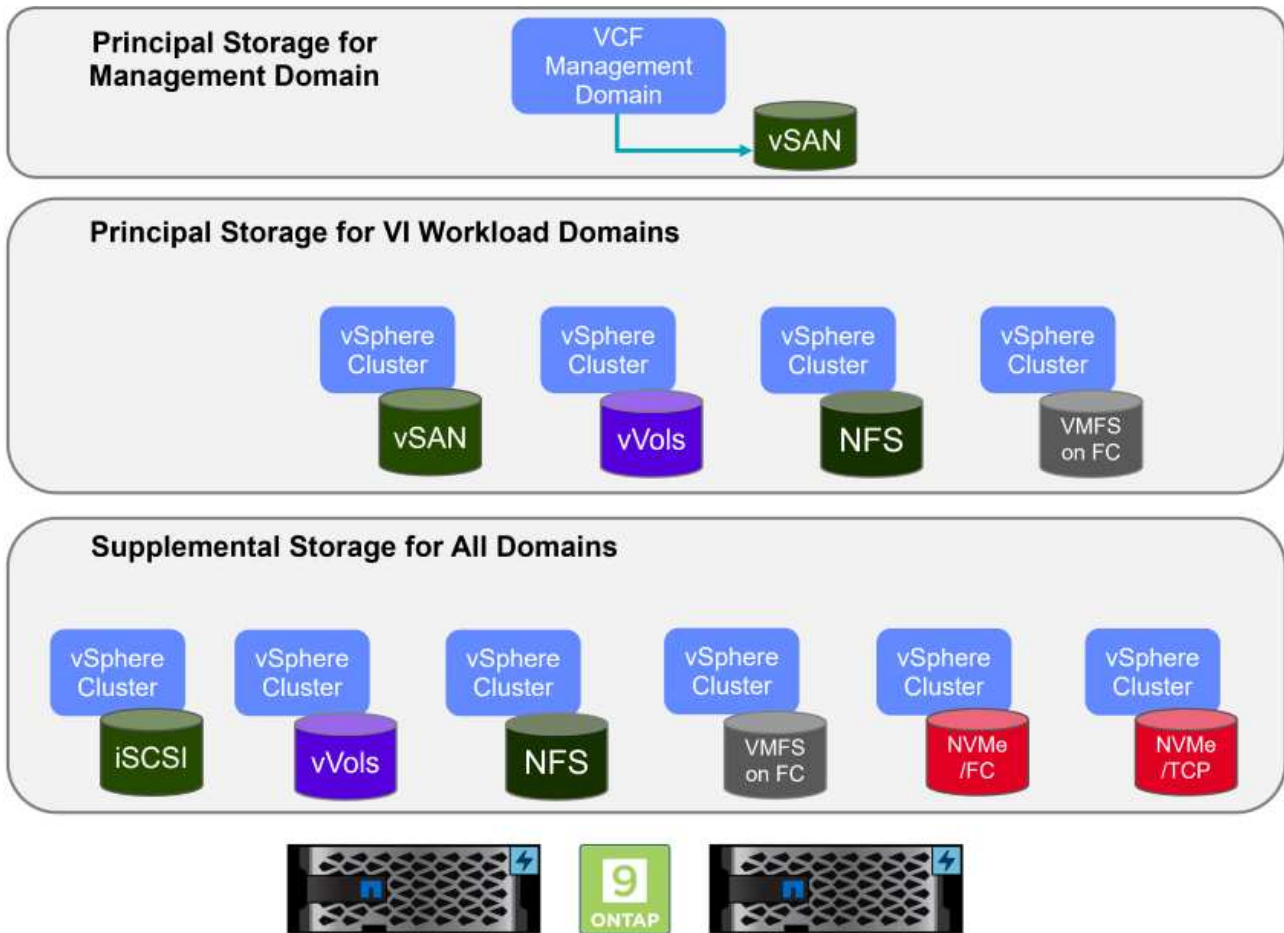 Principal Storage for
Management Domain
VCF
Management
Domain
vSAN
Principal Storage for VI Workload Domains
vSphere
Cluster
vSAN
vSphere
Cluster
vVols
vSphere
Cluster
NFS
vSphere
Cluster
VMFS
on FC
Supplemental Storage for All Domains
vSphere
Cluster
iSCSI
vSphere
Cluster
vVols
vSphere
Cluster
NFS
vSphere
Cluster
VMFS
on FC
vSphere
Cluster
NVMe
/FC
vSphere
Cluster
NVMe
/TCP
9
ONTAP